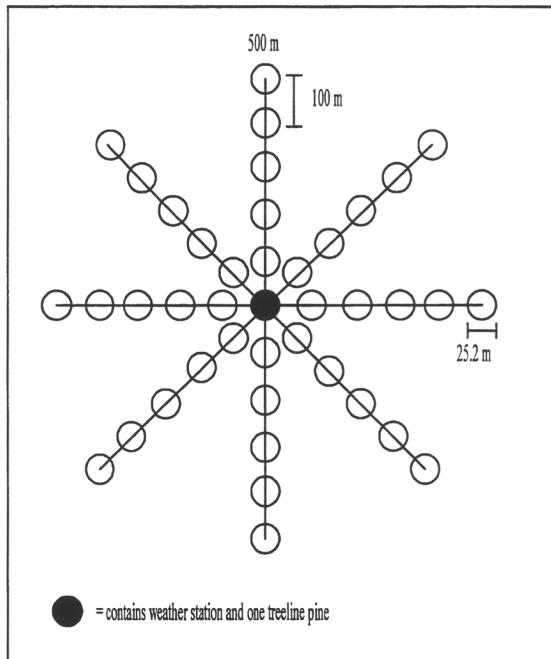 500 m
100 m
25.2 m
= contains weather station and one treeline pine